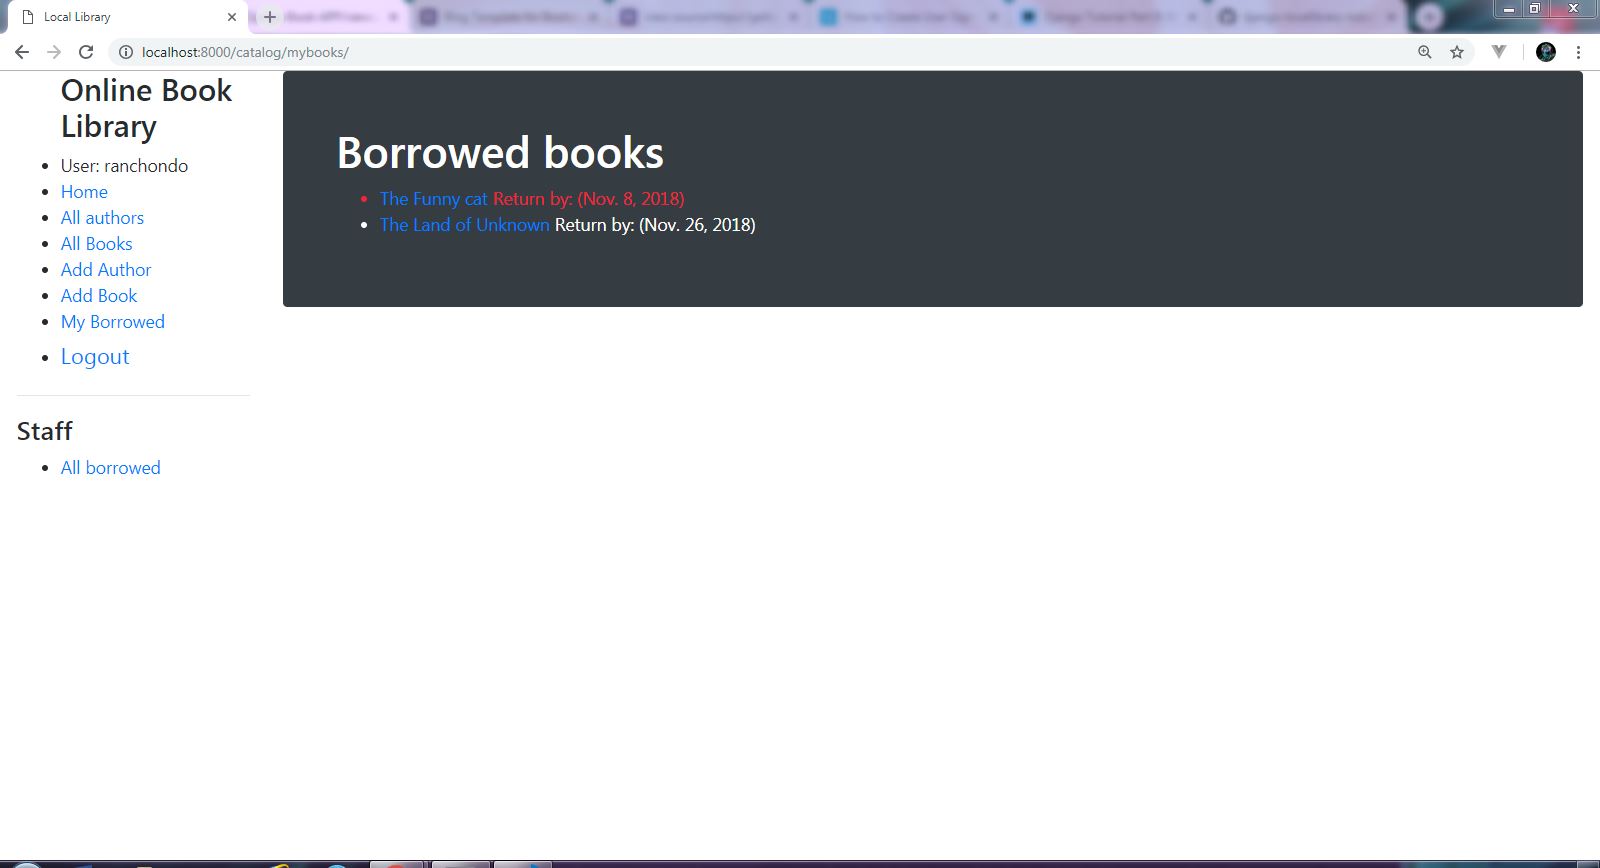 Local Library
localhost:8000/catalog/mybooks/
Online Book
Library
User: ranchondo
Home
All authors
All Books
Add Author
Add Book
My Borrowed
Logout
Staff
All borrowed
Borrowed books
The Funny cat Return by: (Nov. 8, 2018)
The Land of Unknown Return by: (Nov. 26, 2018)